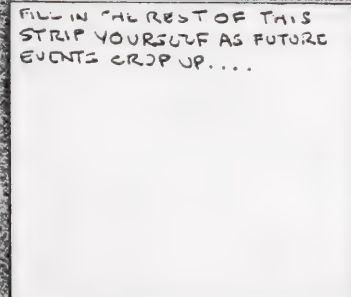 FILL IN THE REST OF THIS
STRIP YOURSELF AS FUTURE
EVENTS CROP UP....